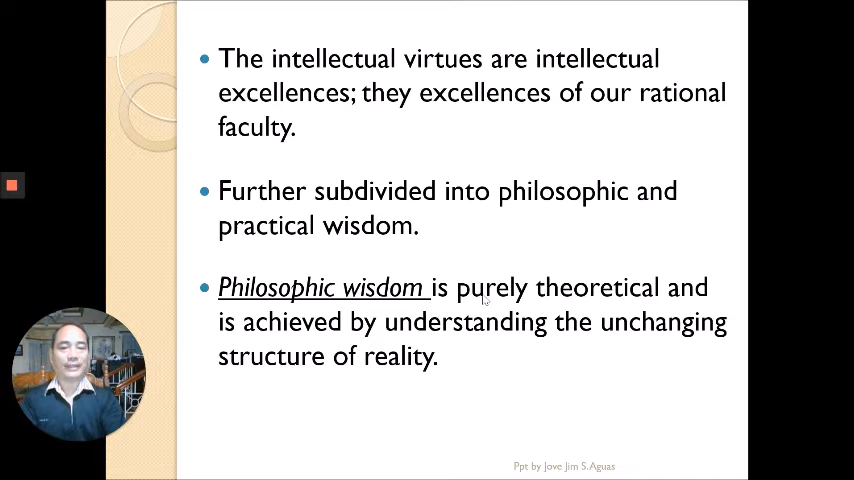 The intellectual virtues are intellectual
excellences; they excellences of our rational
faculty.
Further subdivided into philosophic and
practical wisdom.
Philosophic wisdom is purely theoretical and
is achieved by understanding the unchanging
structure of reality.
Ppt by Jove Jim S. Aguas